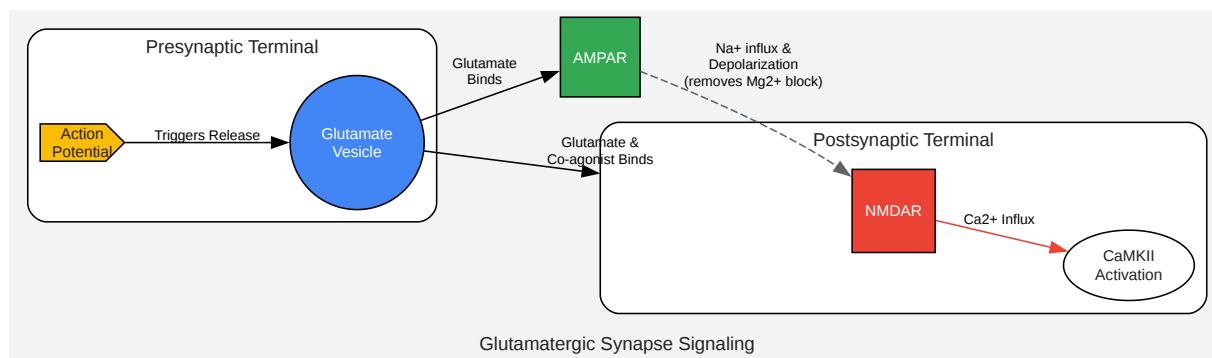 Presynaptic Terminal
Action
Potential
Triggers Release
Glutamate
Vesicle
Glutamate
Binds
AMPAR
Na+ influx &
Depolarization
(removes Mg2+ block)
Glutamate &
Co-agonist Binds
Postsynaptic Terminal
NMDAR
Ca2+ Influx
CaMKII
Activation
Glutamatergic Synapse Signaling